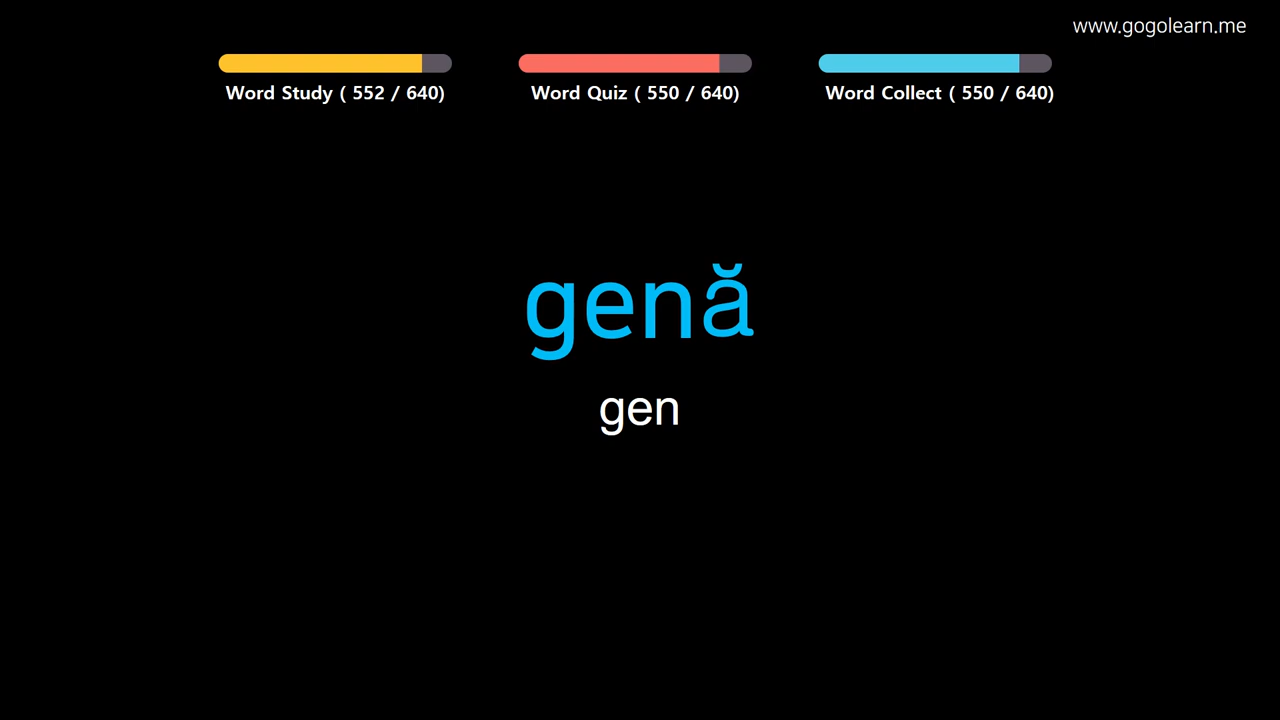 www.gogolearn.me
Word Study ( 552 / 640)
Word Quiz ( 550 / 640)
Word Collect ( 550 / 640)
genă
gen